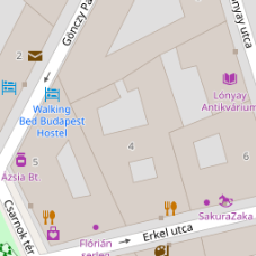 Gönczy Pá
Lónyay utca
2
Walking
Bed Budapest
Hostel
Lónyay
Antikvárium
4
5
6
Ázsia Bt.
Csarnok tér
SakuraZaka
Erkel utca
Flórián